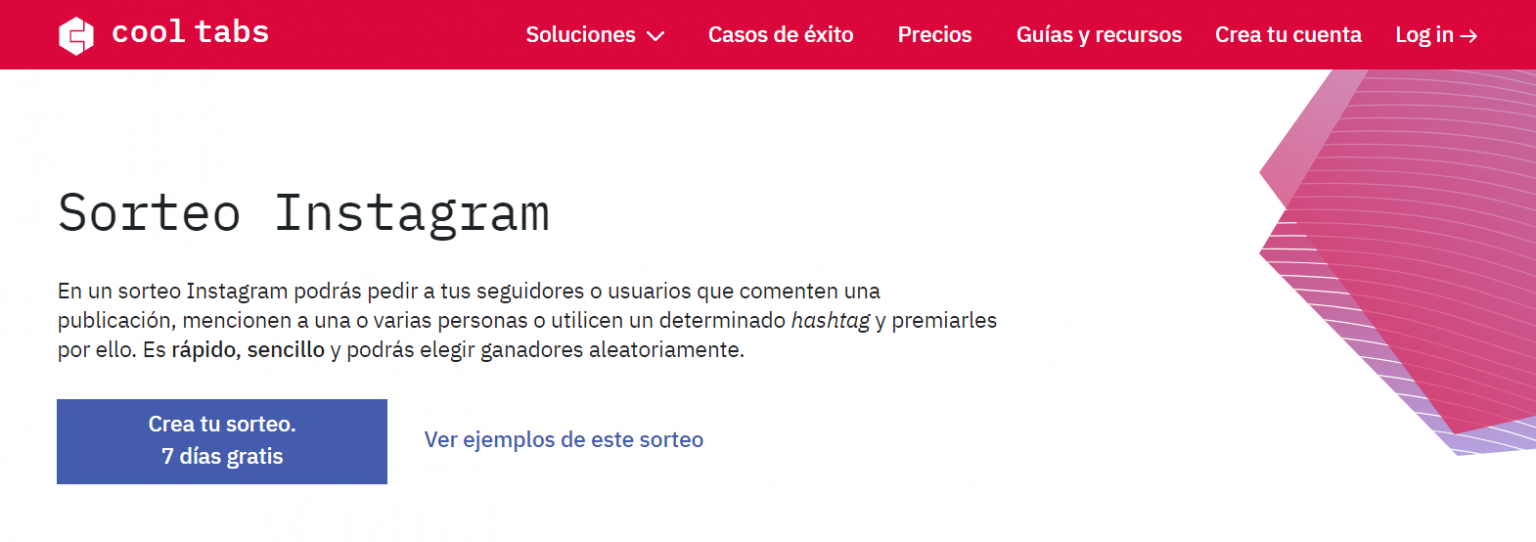 cool tabs
Soluciones
Casos de éxito
Precios
Guías y recursos
Crea tu cuenta
Log in →
Sorteo Instagram
En un sorteo Instagram podrás pedir a tus seguidores o usuarios que comenten una
publicación, mencionen a una o varias personas o utilicen un determinado hashtag y premiarles
por ello. Es rápido, sencillo y podrás elegir ganadores aleatoriamente.
Crea tu sorteo.
7 días gratis
Ver ejemplos de este sorteo